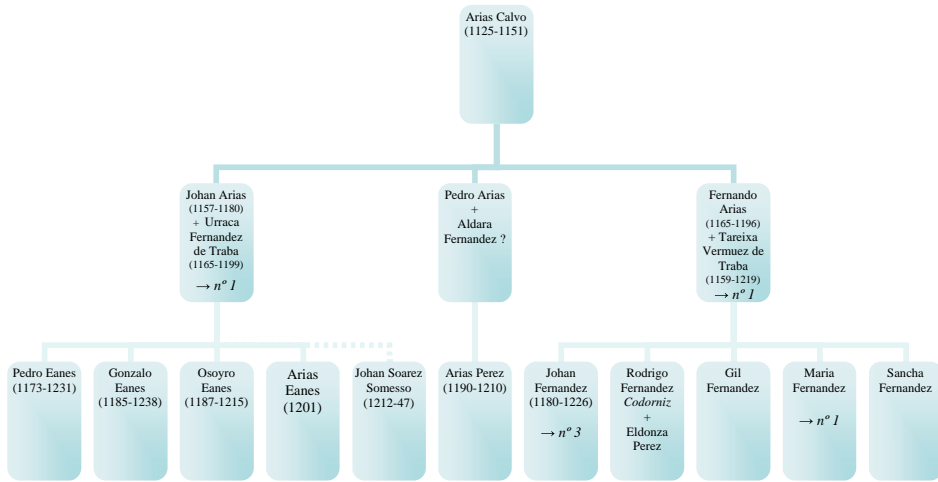 Arias Calvo
(1125-1151)
Johan Arias
(1157-1180)
+ Urraca
Fernandez
de Traba
(1165-1199)
→ nº 1
Pedro Arias
+
Aldara
Fernandez ?
Fernando
Arias
(1165-1196)
+ Tareixa
Vermuez de
Traba
(1159-1219)
→ nº 1
Pedro Eanes
(1173-1231)
Gonzalo
Eanes
(1185-1238)
Osoyro
Eanes
(1187-1215)
Arias
Eanes
(1201)
Johan Soarez
Somesso
(1212-47)
Arias Perez
(1190-1210)
Johan
Fernandez
(1180-1226)
→ nº 3
Rodrigo
Fernandez
Codorniz
+
Eldonza
Perez
Gil
Fernandez
Maria
Fernandez
→ nº 1
Sancha
Fernandez